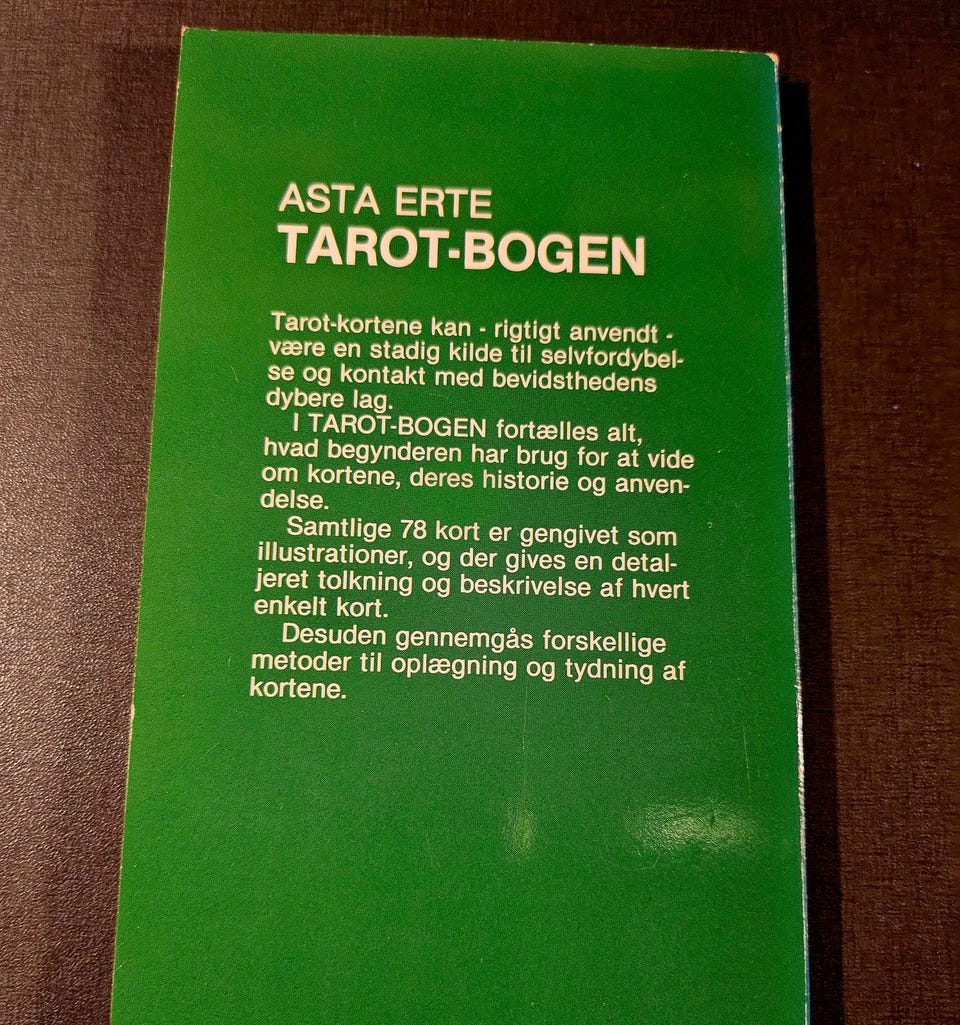 ASTA ERTE
TAROT-BOGEN
Tarot-kortene kan - rigtigt anvendt -
være en stadig kilde til selvfordybel-
se og kontakt med bevidsthedens
dybere lag.
I TAROT-BOGEN fortælles alt,
hvad begynderen har brug for at vide
om kortene, deres historie og anven-
delse.
Samtlige 78 kort er gengivet som
illustrationer, og der gives en detal-
jeret tolkning og beskrivelse af hvert
enkelt kort.
Desuden gennemgås forskellige
metoder til oplægning og tydning af
kortene.